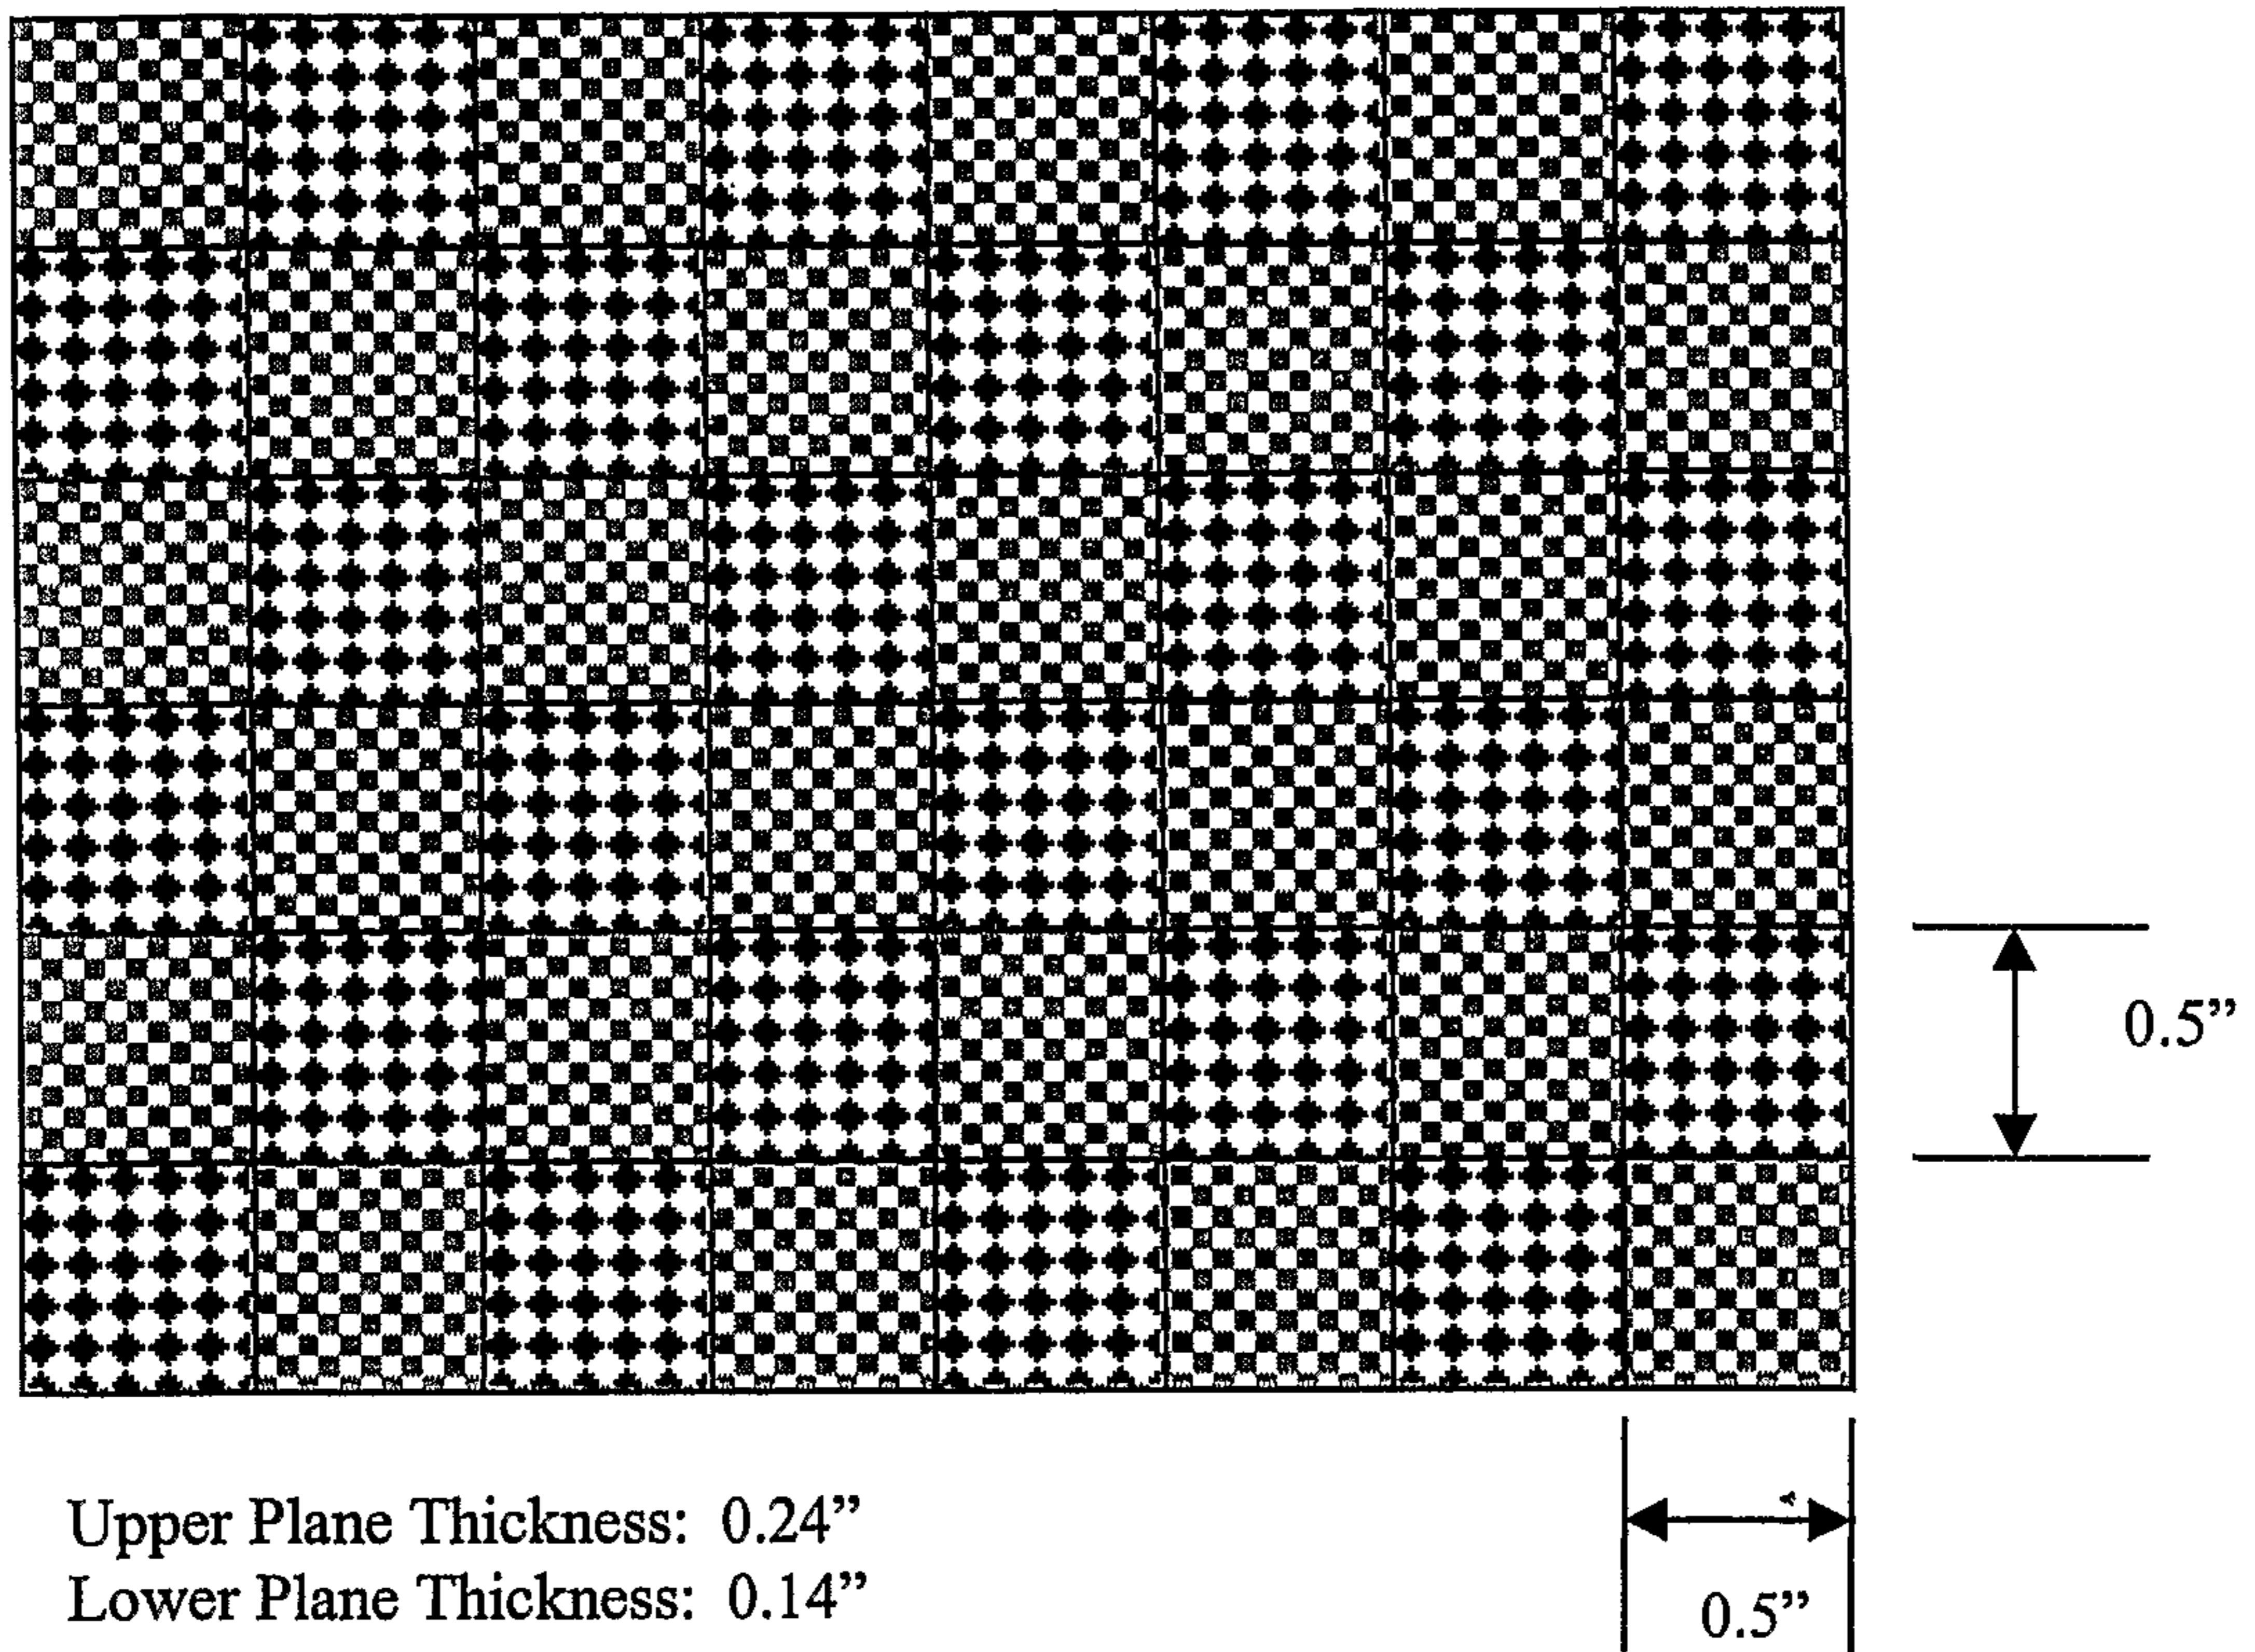 0.5”
Upper Plane Thickness: 0.24”
Lower Plane Thickness: 0.14”
0.5”